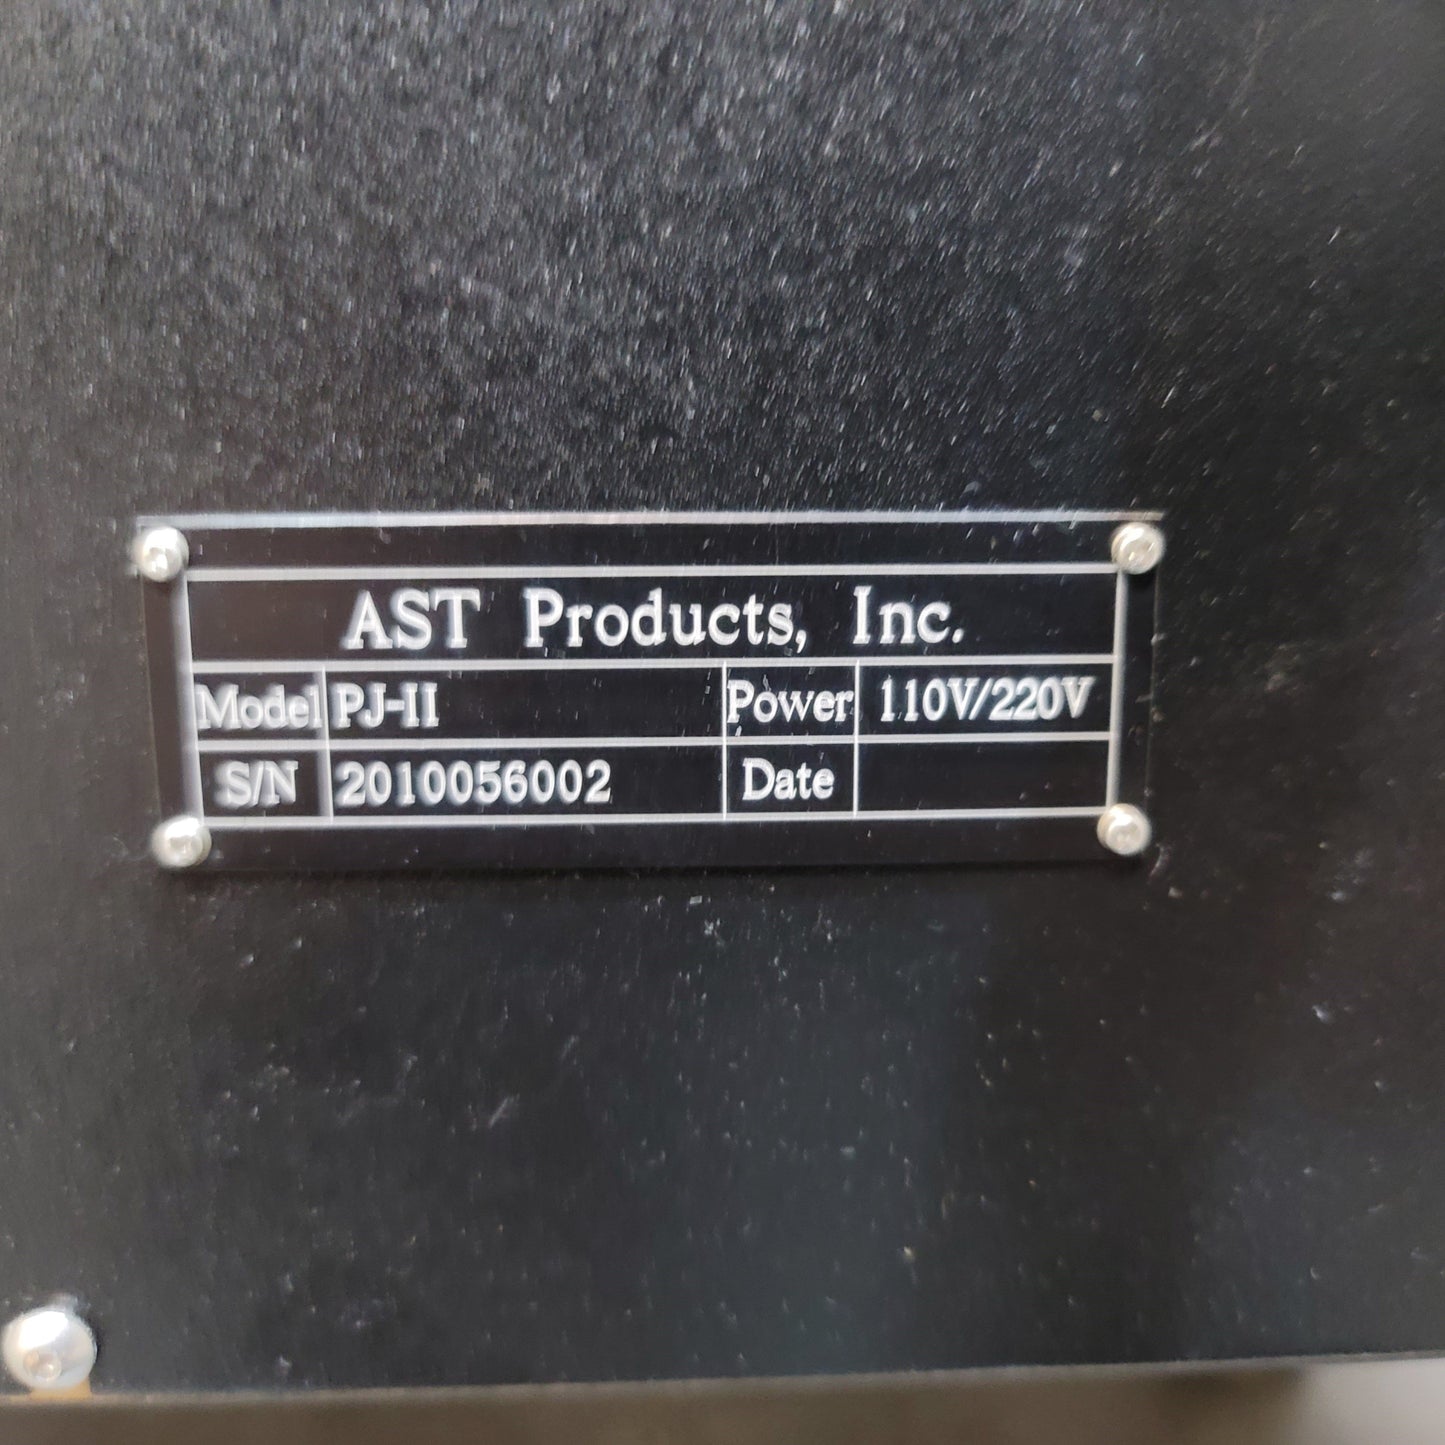 AST Products, Inc.
Model PJ-II Power 110V/220V
S/N 2010056002 Date